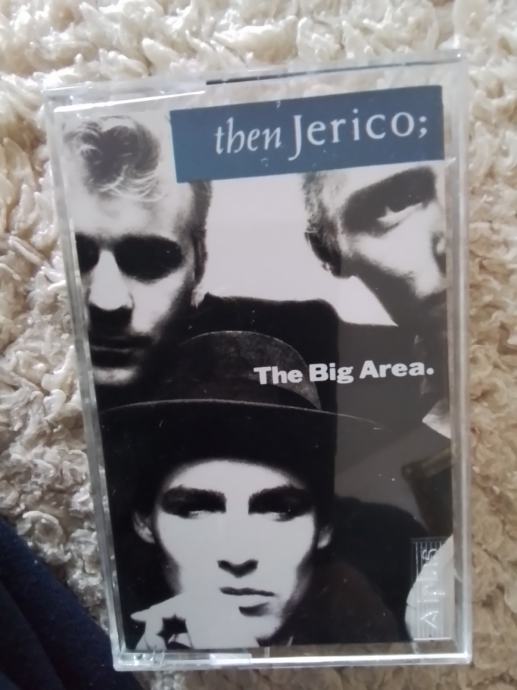 then Jerico;
The Big Area.